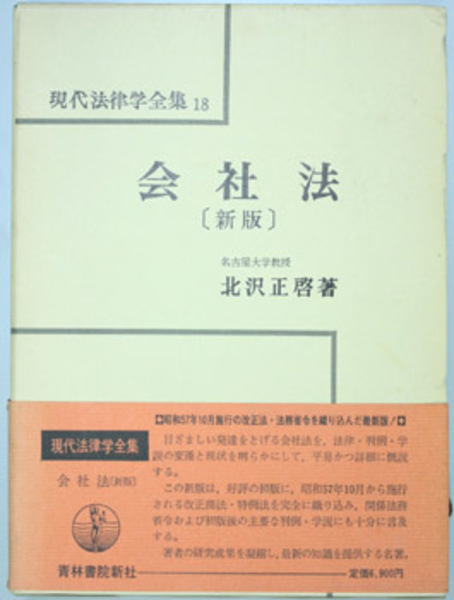 現代法律学全集 18
会社法
〔新版〕
名古屋大学教授
北沢正啓著
□昭和57年10月施行の改正法・法務省令を織り込んだ最新版!□
現代法律学全集
会社法〔新版〕
目ざましい発達をとげる会社法を、法律・判例・学
説の変遷と現状を明らかにして、平易かつ詳細に概説
する。
この新版は、好評の初版に、昭和57年10月から施行
される改正商法・特例法を完全に織り込み、関係法務
省令および初版後の主要な判例・学説にも十分に言及
する。
著者の研究成果を凝縮し、最新の知識を提供する名著。
青林書院新社
定価6,900円